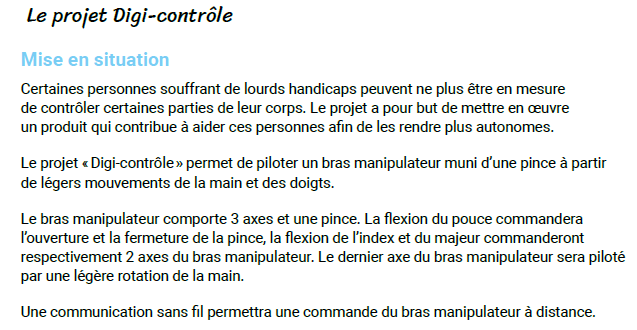 Le projet Digi-contrôle
Mise en situation
Certaines personnes souffrant de lourds handicaps peuvent ne plus être en mesure
de contrôler certaines parties de leur corps. Le projet a pour but de mettre en œuvre
un produit qui contribue à aider ces personnes afin de les rendre plus autonomes.
Le projet « Digi-contrôle » permet de piloter un bras manipulateur muni d’une pince à partir
de légers mouvements de la main et des doigts.
Le bras manipulateur comporte 3 axes et une pince. La flexion du pouce commandera
l’ouverture et la fermeture de la pince, la flexion de l’index et du majeur commanderont
respectivement 2 axes du bras manipulateur. Le dernier axe du bras manipulateur sera piloté
par une légère rotation de la main.
Une communication sans fil permettra une commande du bras manipulateur à distance.